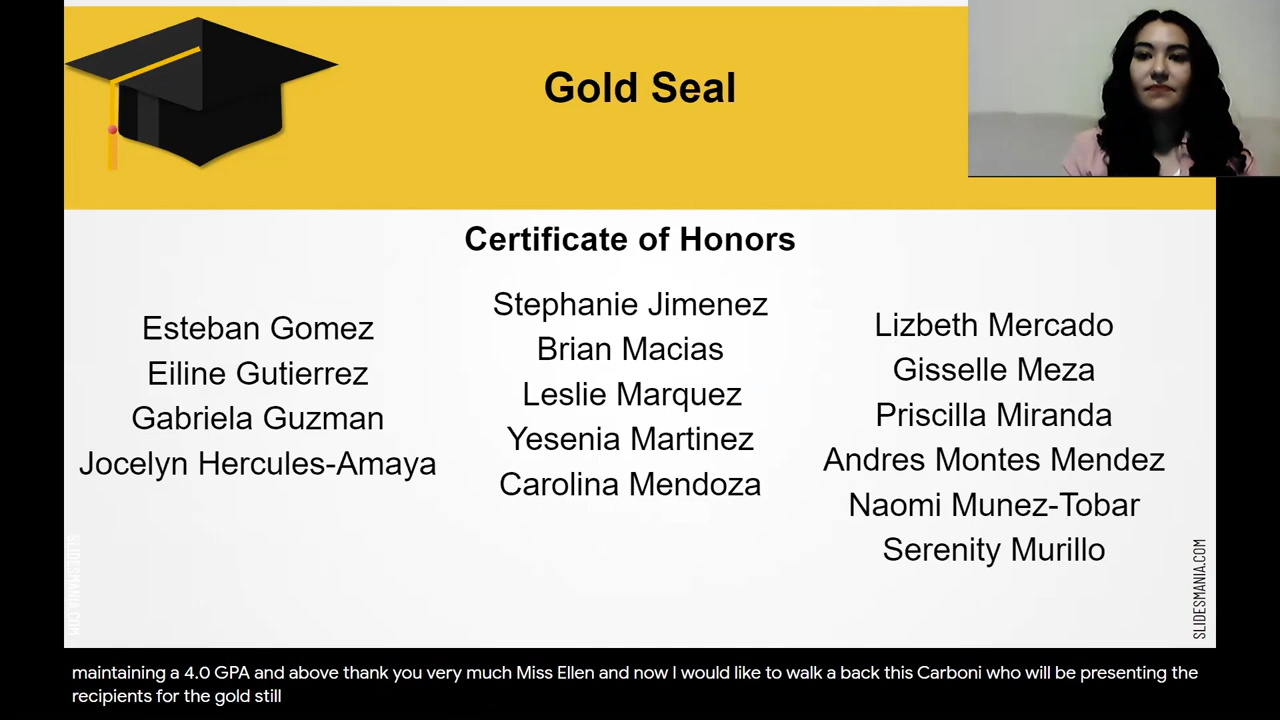 Gold Seal
Certificate of Honors
Esteban Gomez
Eiline Gutierrez
Gabriela Guzman
Jocelyn Hercules-Amaya
Stephanie Jimenez
Brian Macias
Leslie Marquez
Yesenia Martinez
Carolina Mendoza
Lizbeth Mercado
Gisselle Meza
Priscilla Miranda
Andres Montes Mendez
Naomi Munez-Tobar
Serenity Murillo
SLIDESMANIA.COM
SLIDESMANIA.COM
maintaining a 4.0 GPA and above thank you very much Miss Ellen and now I would like to walk a back this Carboni who will be presenting the
recipients for the gold still